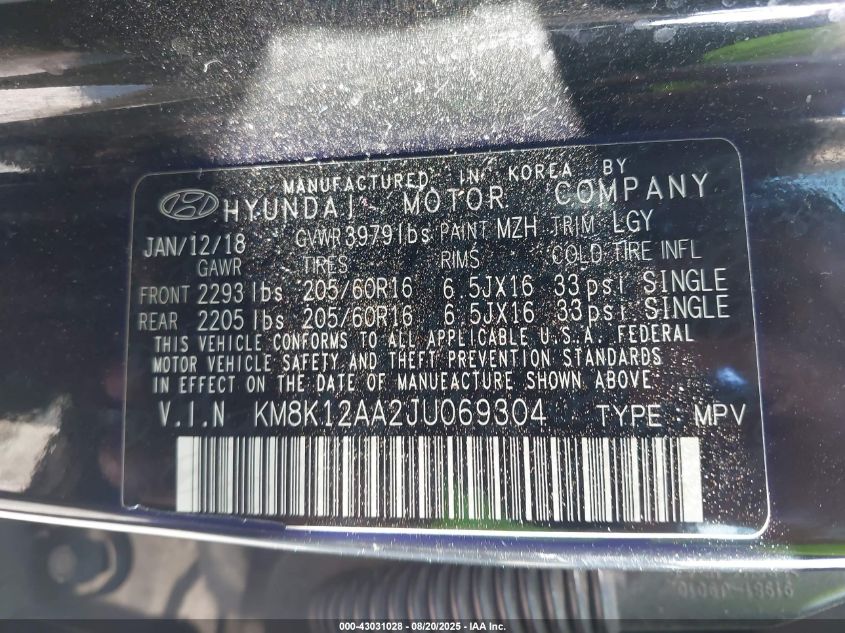 MANUFACTURED IN KOREA BY
HYUNDAI MOTOR COMPANY
JAN/12/18 GVWR 3979lbs PAINT MZH TRIM LGY
GAWR TIRES RIMS COLD TIRE INFL
FRONT 2293 lbs 205/60R16 6.5JX16 33psi SINGLE
REAR 2205 lbs 205/60R16 6.5JX16 33psi SINGLE
THIS VEHICLE CONFORMS TO ALL APPLICABLE U.S.A. FEDERAL
MOTOR VEHICLE SAFETY AND THEFT PREVENTION STANDARDS
IN EFFECT ON THE DATE OF MANUFACTURE SHOWN ABOVE.
V.I.N KM8K12AA2JU069304 TYPE : MPV
000-43031028 - 08/20/2025 - IAA Inc.